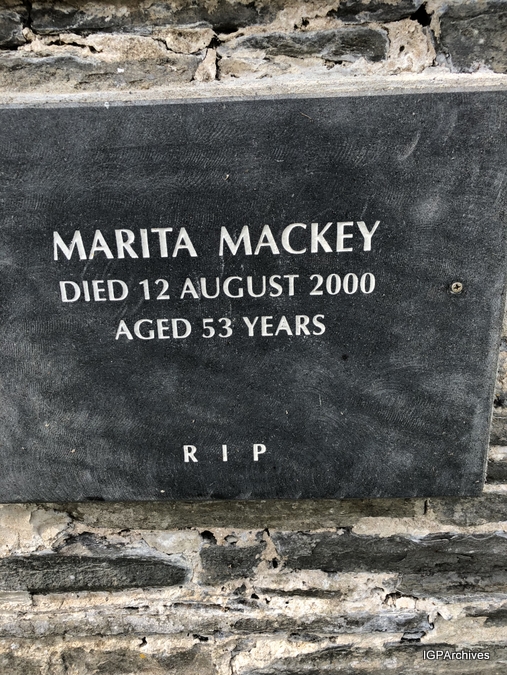 MARITA MACKEY
DIED 12 AUGUST 2000
AGED 53 YEARS
R I P
IGPArchives